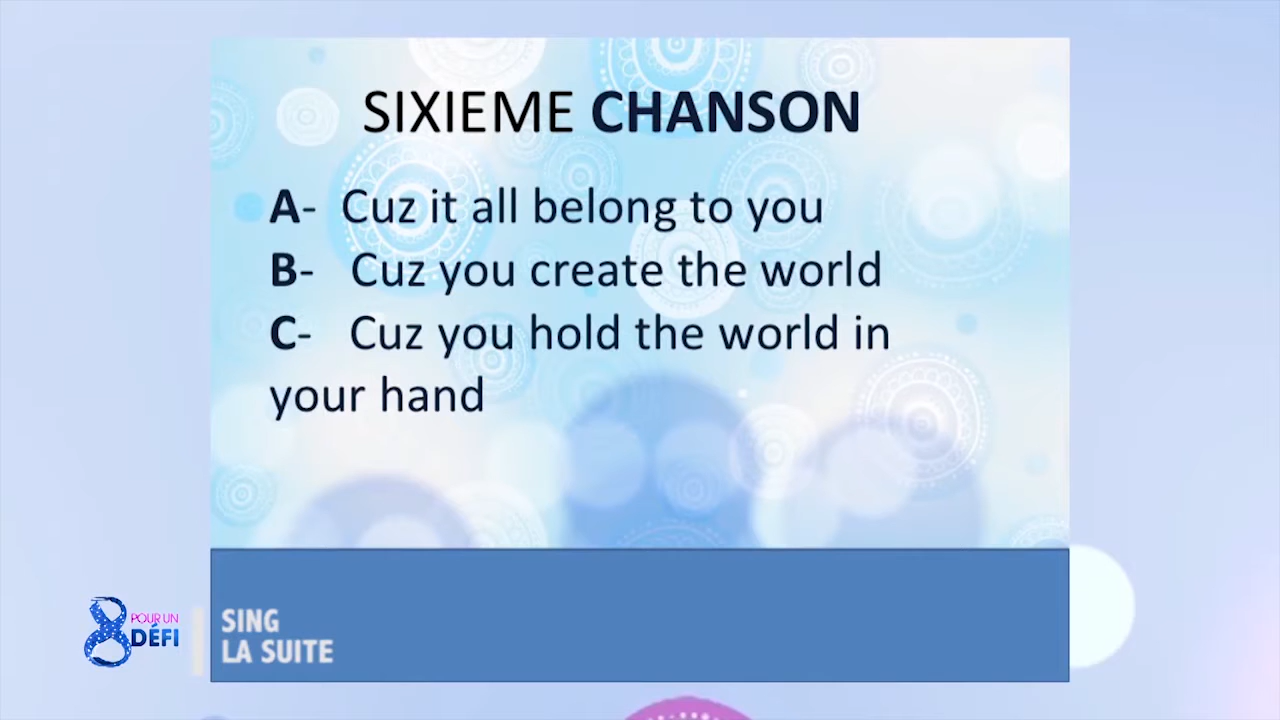 SIXIEME CHANSON
A- Cuz it all belong to you
B- Cuz you create the world
C- Cuz you hold the world in
your hand
8 POUR UN
DÉFI
SING
LA SUITE